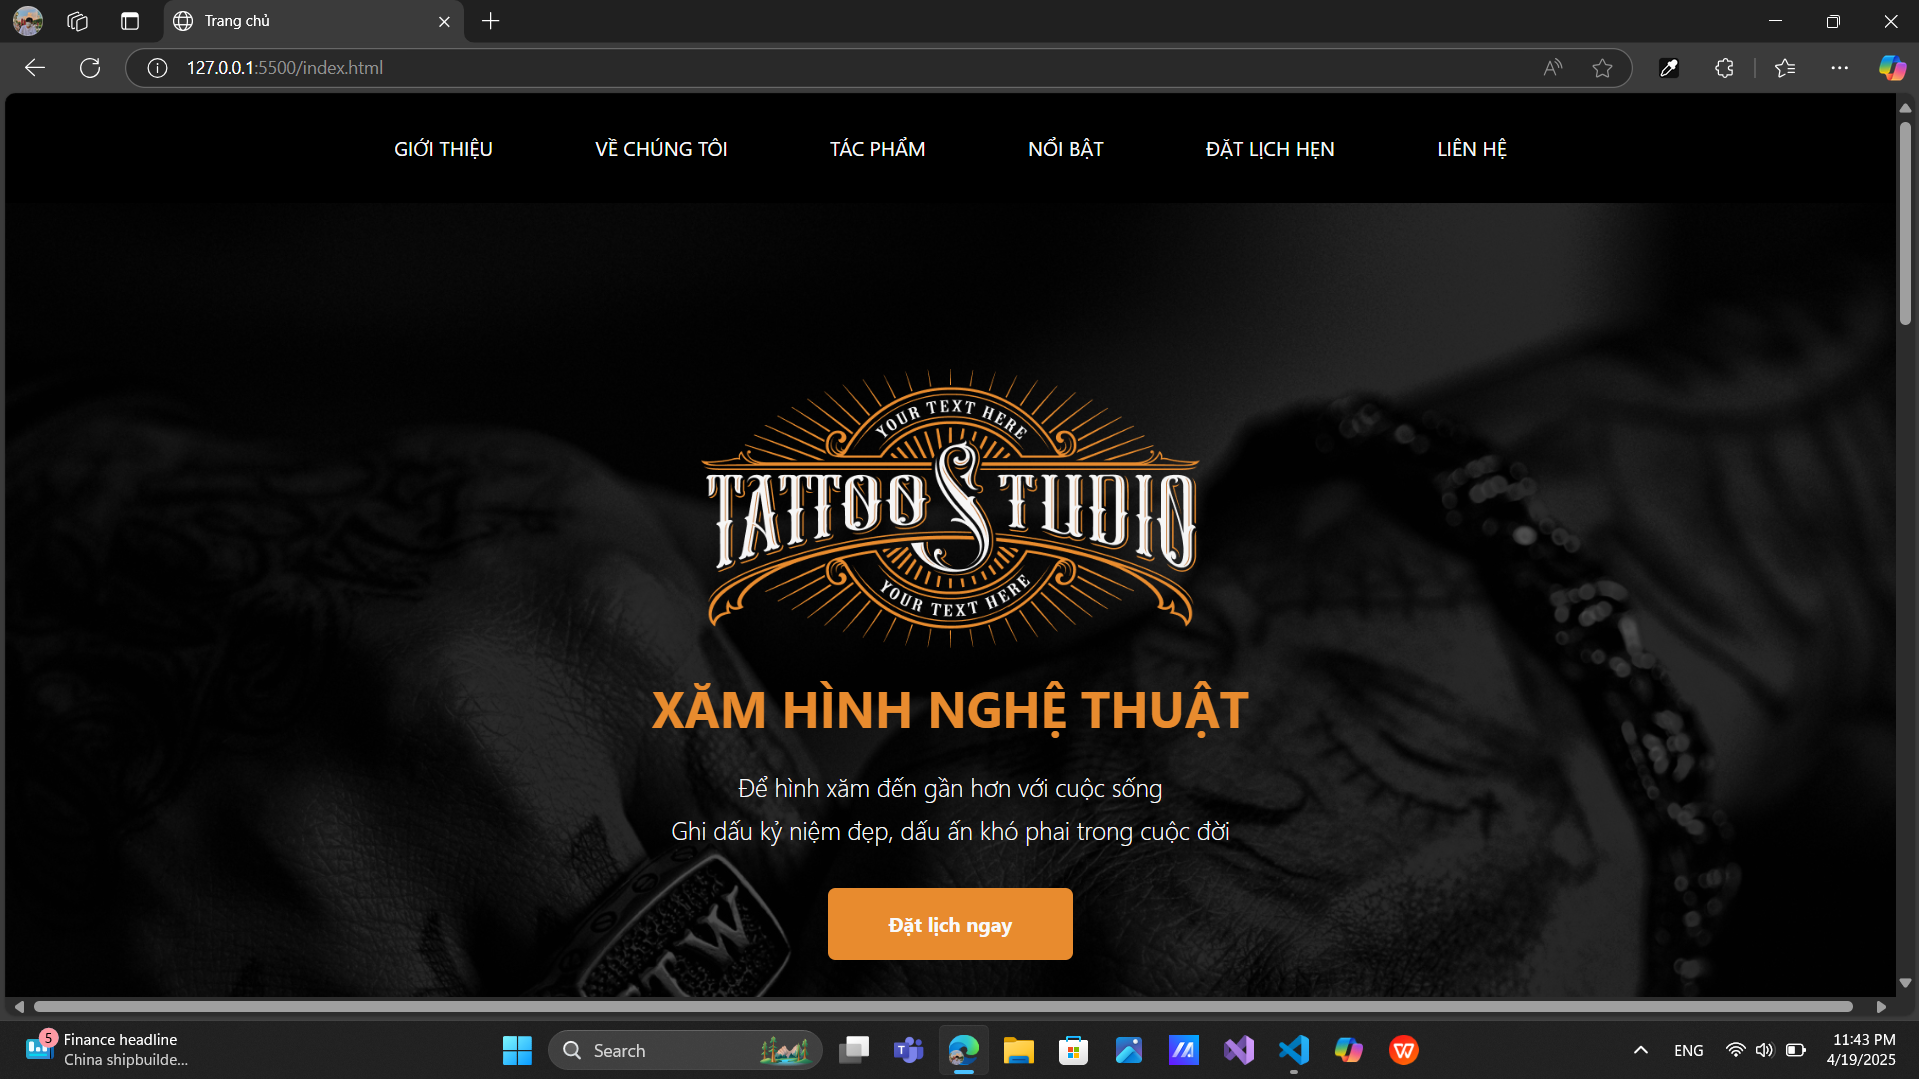 Trang chủ
127.0.0.1:5500/index.html
GIỚI THIỆU
VỀ CHÚNG TÔI
TÁC PHẨM
NỔI BẬT
ĐẶT LỊCH HẸN
LIÊN HỆ
YOUR TEXT HERE
TATTOO STUDIO
YOUR TEXT HERE
XĂM HÌNH NGHỆ THUẬT
Để hình xăm đến gần hơn với cuộc sống
Ghi dấu kỷ niệm đẹp, dấu ấn khó phai trong cuộc đời
Đặt lịch ngay
TW
5
Finance headline
China shipbuilde...
Search
ENG
11:43 PM
4/19/2025